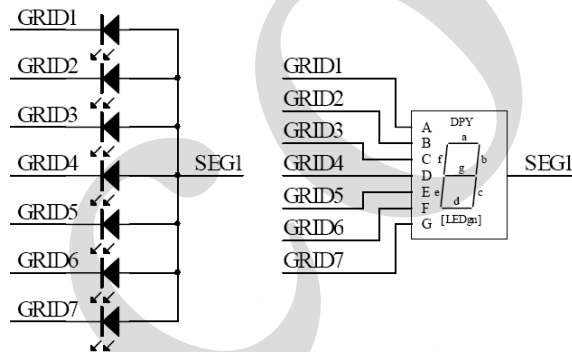 GRID1
GRID2
GRID3
GRID4
GRID5
GRID6
GRID7
SEG1
GRID1
GRID2
GRID3
GRID4
GRID5
GRID6
GRID7
DPY
A
B
C
D
E
F
G
a
f b
g
e c
d
[LEDgn]
SEG1